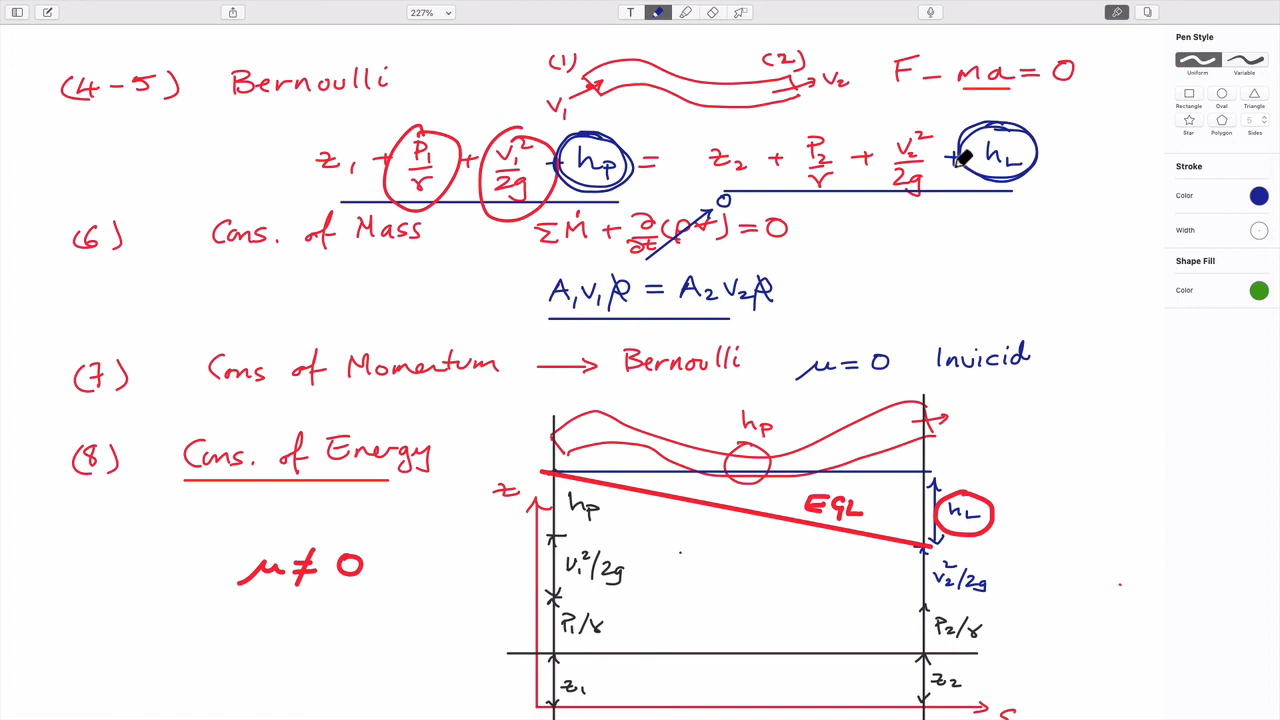 227%
T
(4-5) Bernoulli (1) (2) V₁ V₂ F - ma = 0
Z₁ + P₁/γ + V₁²/2g + hp = Z₂ + P₂/γ + V₂²/2g + hL
(6) Cons. of Mass ΣṀ + ∂/∂t(ρ∀) = 0
0
A₁V₁ρ = A₂V₂ρ
(7) Cons of Momentum → Bernoulli μ = 0 Invicid
(8) Cons. of Energy
μ ≠ 0
hp
Z
EGL
hp
hL
V₁²/2g
V₂²/2g
P₁/γ
P₂/γ
Z₁
Z₂
S
Pen Style
Uniform Variable
Rectangle Oval Triangle
5
Star Polygon Sides
Stroke
Color
Width
Shape Fill
Color